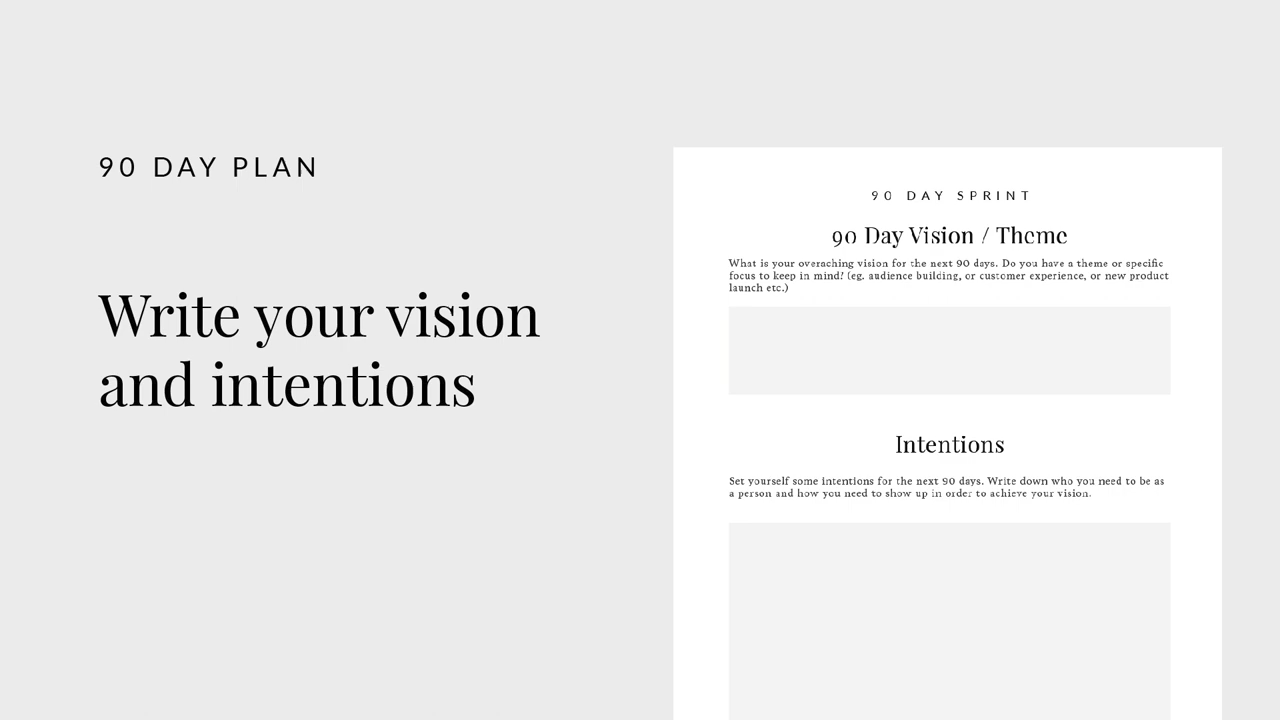 90 DAY PLAN
Write your vision
and intentions
90 DAY SPRINT
90 Day Vision / Theme
What is your overaching vision for the next 90 days. Do you have a theme or specific
focus to keep in mind? (eg. audience building, or customer experience, or new product
launch etc.)
Intentions
Set yourself some intentions for the next 90 days. Write down who you need to be as
a person and how you need to show up in order to achieve your vision.